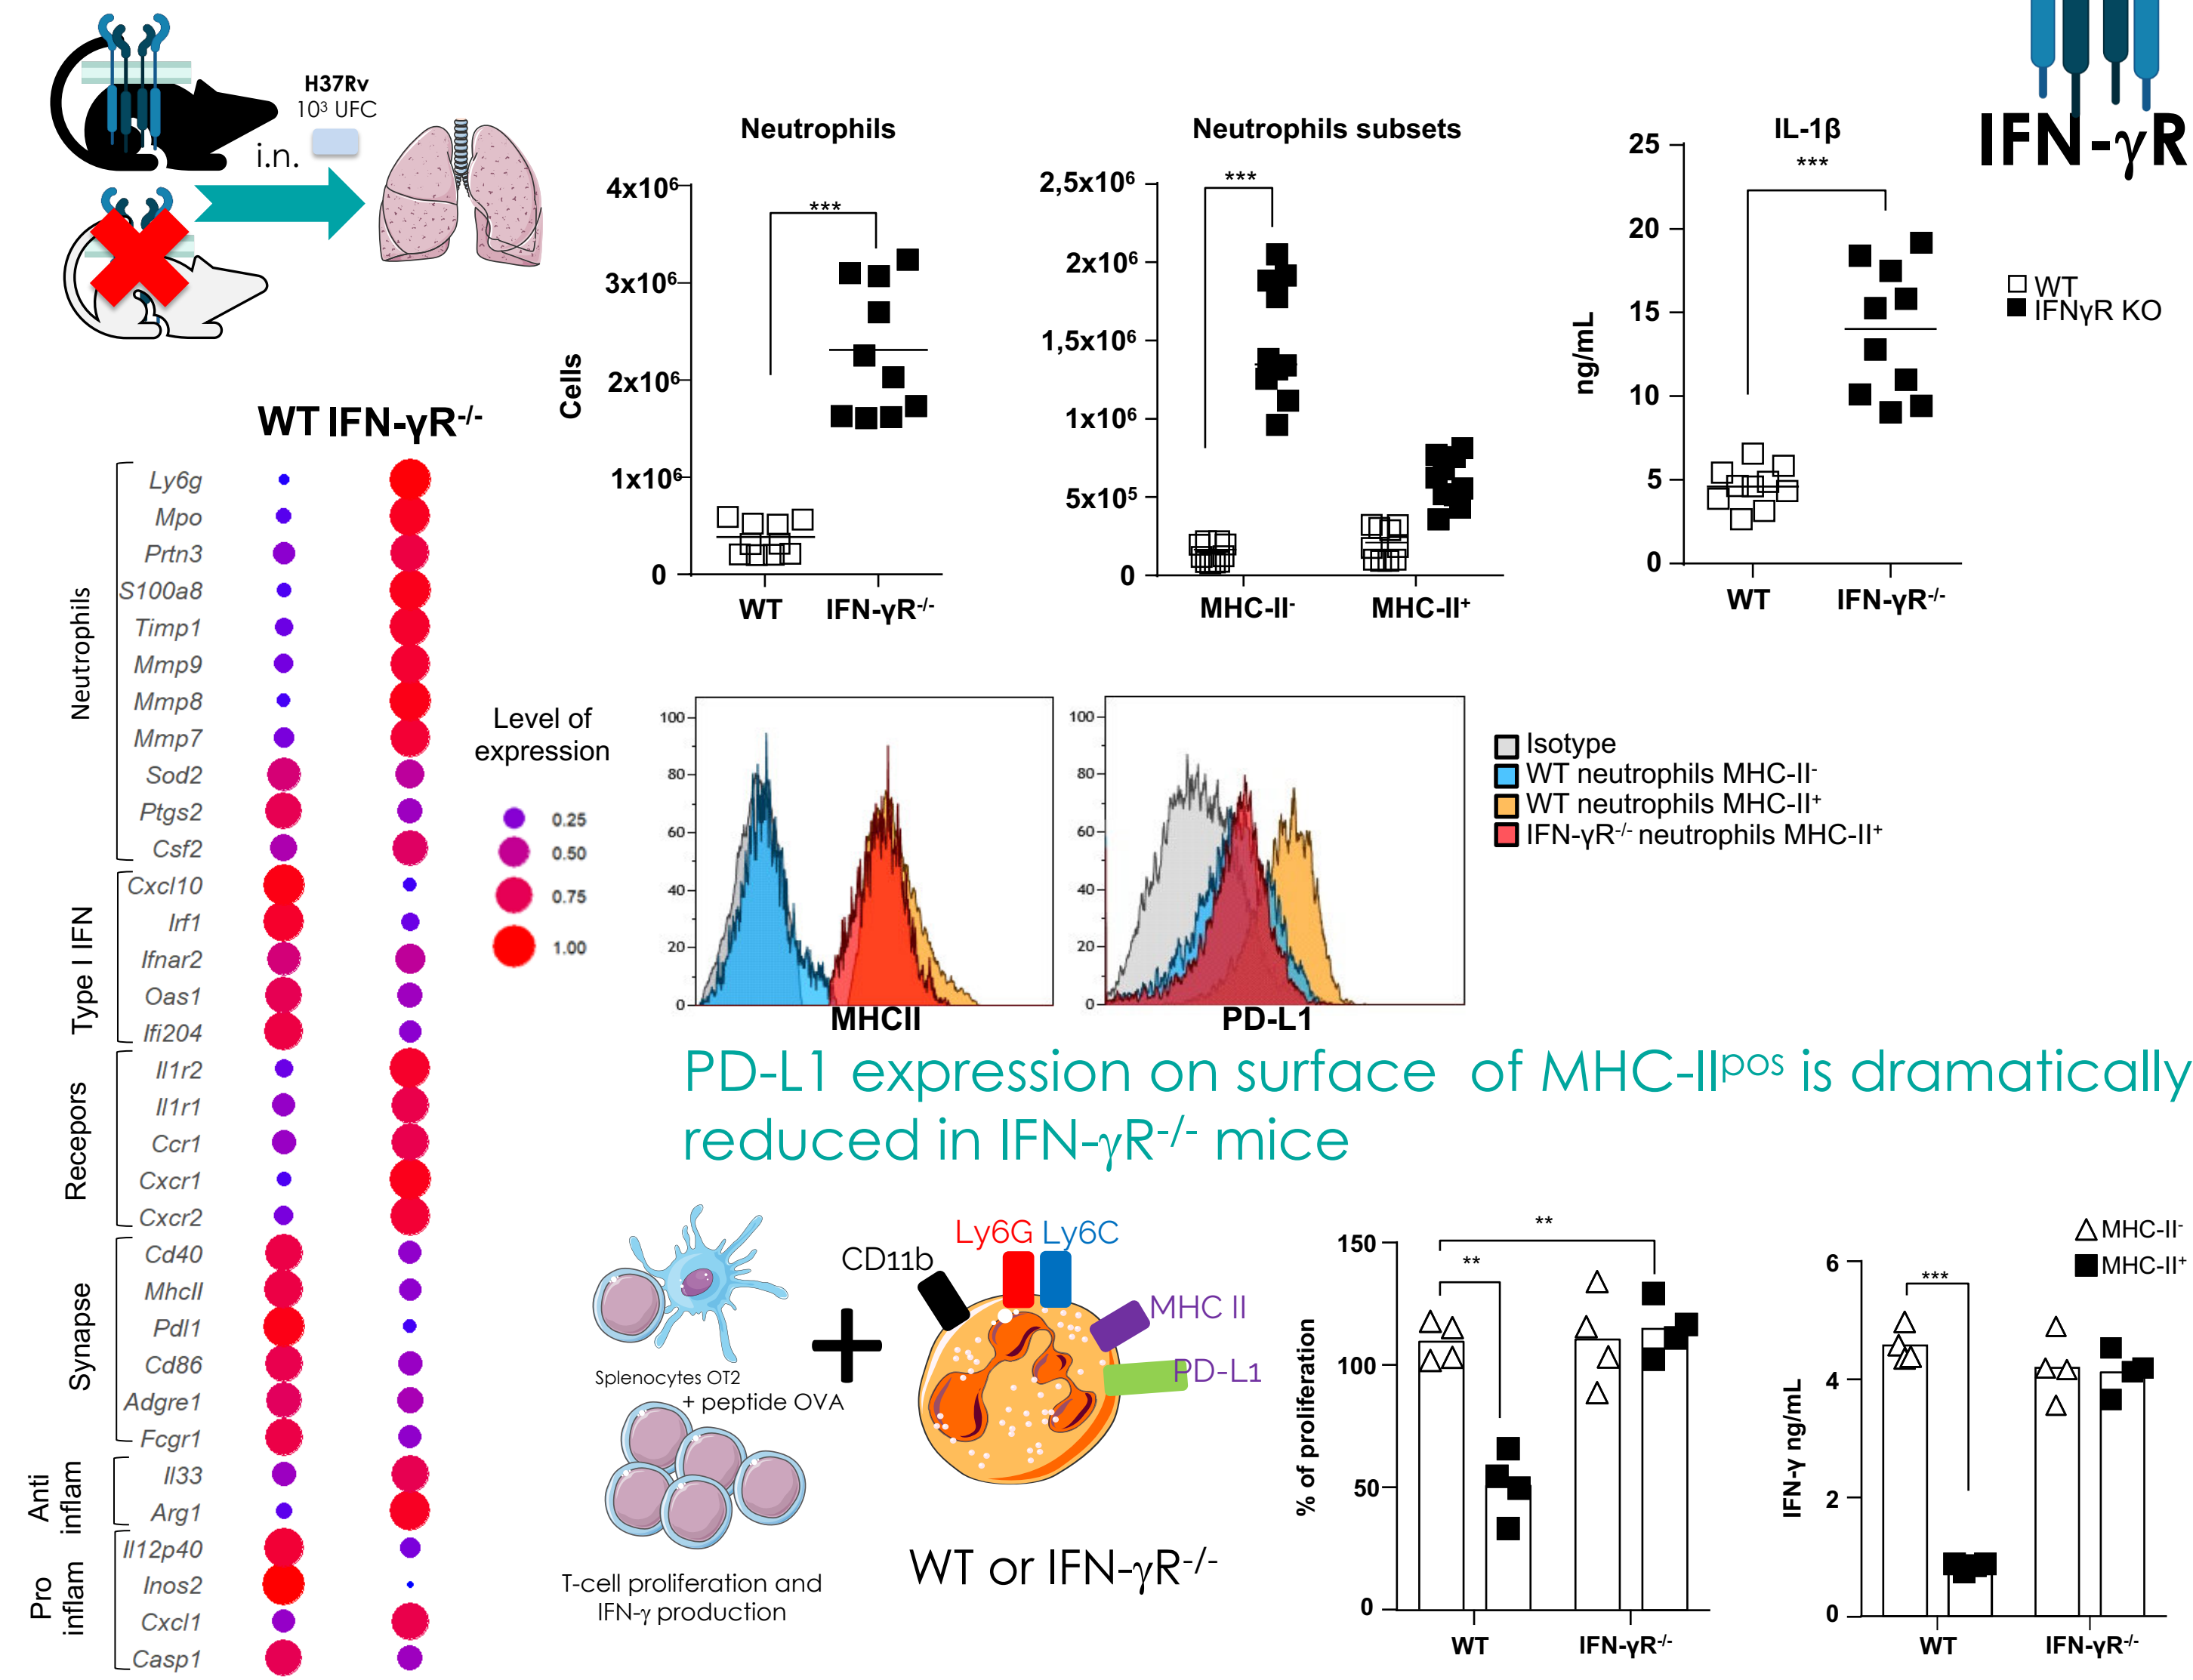 H37Rv
10³ UFC
i.n.
IFN-γR
Neutrophils
Cells
4x10⁶
3x10⁶
2x10⁶
1x10⁶
0
***
WT
IFN-γR-/-
Neutrophils subsets
2,5x10⁶
2x10⁶
1,5x10⁶
1x10⁶
5x10⁵
0
***
MHC-II-
MHC-II+
IL-1β
***
ng/mL
25
20
15
10
5
0
WT
IFN-γR-/-
WT
IFNγR KO
WT IFN-γR-/-
Neutrophils
Ly6g
Mpo
Prtn3
S100a8
Timp1
Mmp9
Mmp8
Mmp7
Sod2
Ptgs2
Csf2
Type I IFN
Cxcl10
Irf1
Ifnar2
Oas1
Ifi204
Recepors
Il1r2
Il1r1
Ccr1
Cxcr1
Cxcr2
Synapse
Cd40
MhcII
Pdl1
Cd86
Adgre1
Fcgr1
Anti
inflam
Il33
Arg1
Pro
inflam
Il12p40
Inos2
Cxcl1
Casp1
Level of
expression
0.25
0.50
0.75
1.00
100
80
60
40
20
0
MHCII
100
80
60
40
20
0
PD-L1
Isotype
WT neutrophils MHC-II-
WT neutrophils MHC-II+
IFN-γR-/- neutrophils MHC-II+
PD-L1 expression on surface of MHC-IIpos is dramatically
reduced in IFN-γR-/- mice
Splenocytes OT2
+ peptide OVA
T-cell proliferation and
IFN-γ production
+
CD11b
Ly6G
Ly6C
MHC II
PD-L1
WT or IFN-γR-/-
% of proliferation
150
100
50
0
**
**
WT
IFN-γR-/-
IFN-γ ng/mL
6
4
2
0
***
WT
IFN-γR-/-
MHC-II-
MHC-II+